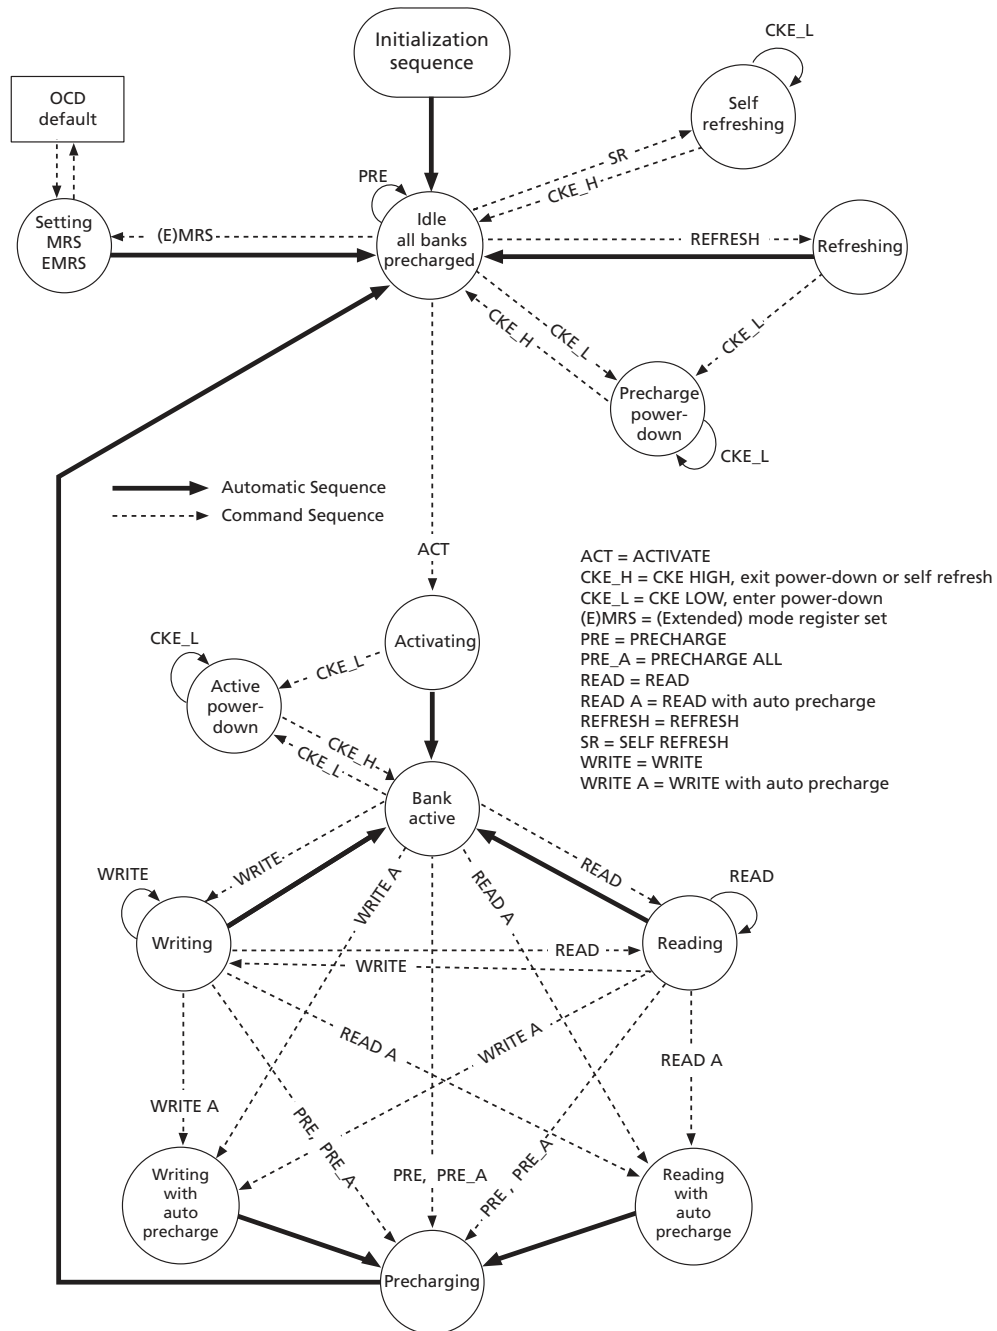 Initialization
sequence
CKE_L
OCD
default
Self
refreshing
SR
CKE_H
PRE
Setting
MRS
EMRS
(E)MRS
Idle
all banks
precharged
REFRESH
Refreshing
CKE_H
CKE_L
CKE_L
Precharge
power-
down
CKE_L
Automatic Sequence
Command Sequence
ACT
ACT = ACTIVATE
CKE_H = CKE HIGH, exit power-down or self refresh
CKE_L = CKE LOW, enter power-down
(E)MRS = (Extended) mode register set
PRE = PRECHARGE
PRE_A = PRECHARGE ALL
READ = READ
READ A = READ with auto precharge
REFRESH = REFRESH
SR = SELF REFRESH
WRITE = WRITE
WRITE A = WRITE with auto precharge
CKE_L
Activating
CKE_L
Active
power-
down
CKE_H
CKE_L
Bank
active
WRITE
WRITE
WRITE A
READ A
READ
READ
Writing
READ
WRITE
Reading
READ A
WRITE A
READ A
WRITE A
PRE, PRE_A
PRE, PRE_A
PRE , PRE_A
Writing
with
auto
precharge
Reading
with
auto
precharge
Precharging